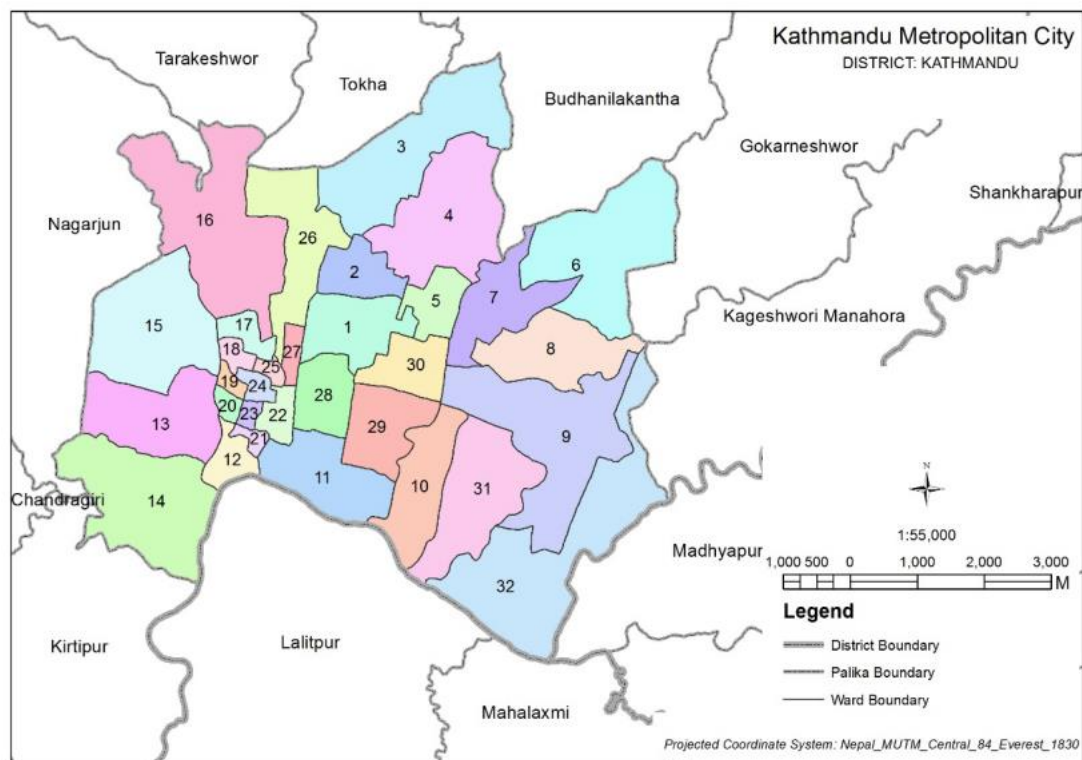 Kathmandu Metropolitan City
DISTRICT: KATHMANDU
Tarakeshwor
Tokha
Budhanilakantha
Gokarneshwor
Shankharapur
Nagarjun
Kageshwori Manahora
3
4
16
26
6
2
7
5
15
17
1
27
8
18
25
30
19
24
28
20
23
22
13
29
9
21
12
11
10
31
14
32
Chandragiri
Madhyapur
Kirtipur
Lalitpur
Mahalaxmi
N
1:55,000
1,000 500 0 1,000 2,000 3,000
M
Legend
District Boundary
Palika Boundary
Ward Boundary
Projected Coordinate System: Nepal_MUTM_Central_84_Everest_1830